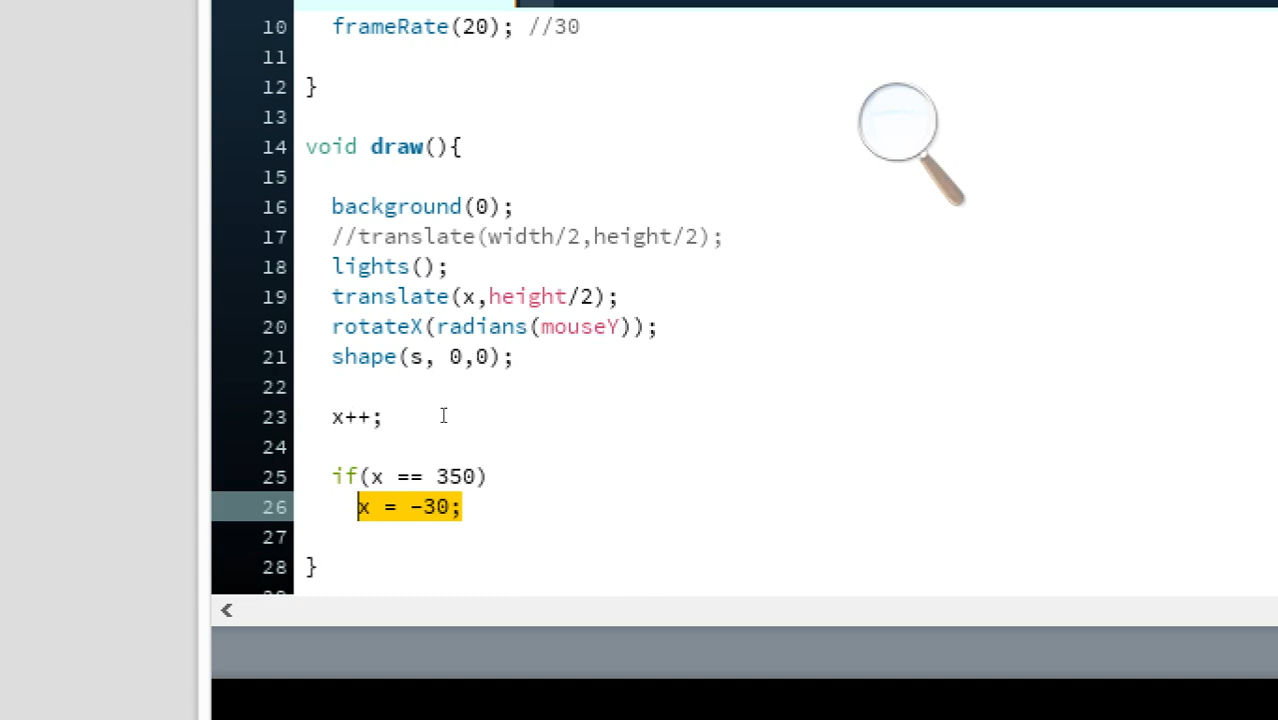 10 frameRate(20); //30
11
12 }
13
14 void draw(){
15
16 background(0);
17 //translate(width/2,height/2);
18 lights();
19 translate(x,height/2);
20 rotateX(radians(mouseY));
21 shape(s, 0,0);
22
23 x++;
24
25 if(x == 350)
26 x = -30;
27
28 }